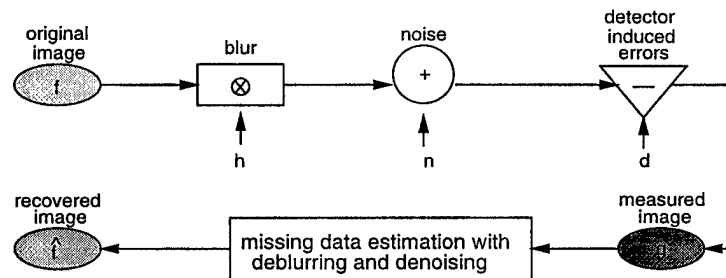 original
image
blur
noise
detector
induced
errors
f
⊗
+
—
h
n
d
recovered
image
measured
image
f̂
missing data estimation with
deblurring and denoising
g